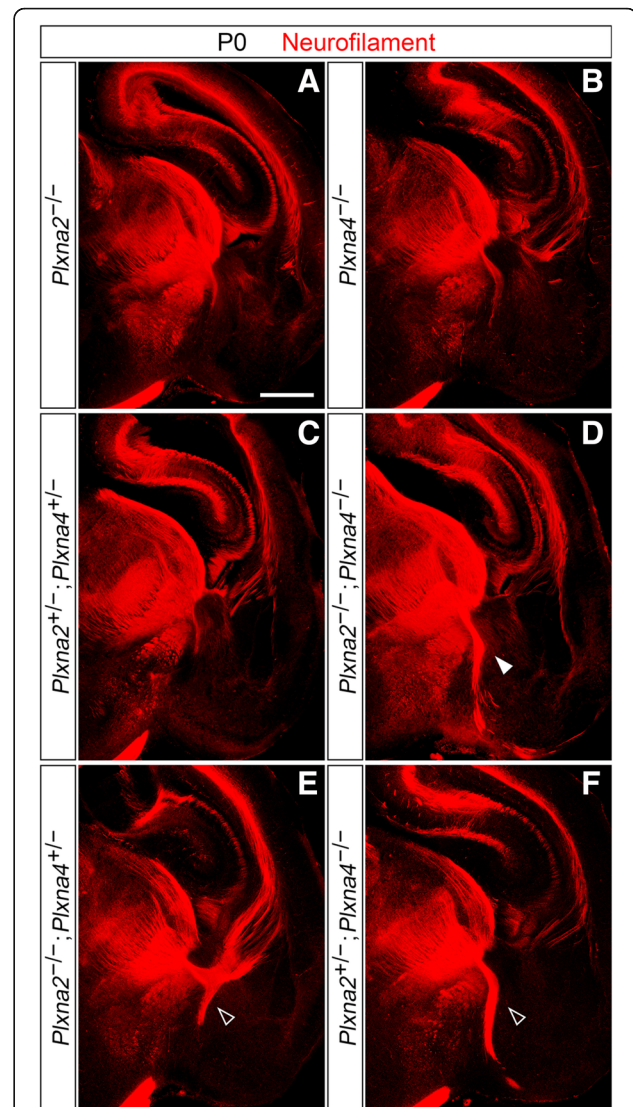 P0 Neurofilament
Plxna2−/−
A
Plxna4−/−
B
Plxna2+/−;Plxna4+/−
C
Plxna2−/−;Plxna4−/−
D
Plxna2−/−;Plxna4+/−
E
Plxna2+/−;Plxna4−/−
F